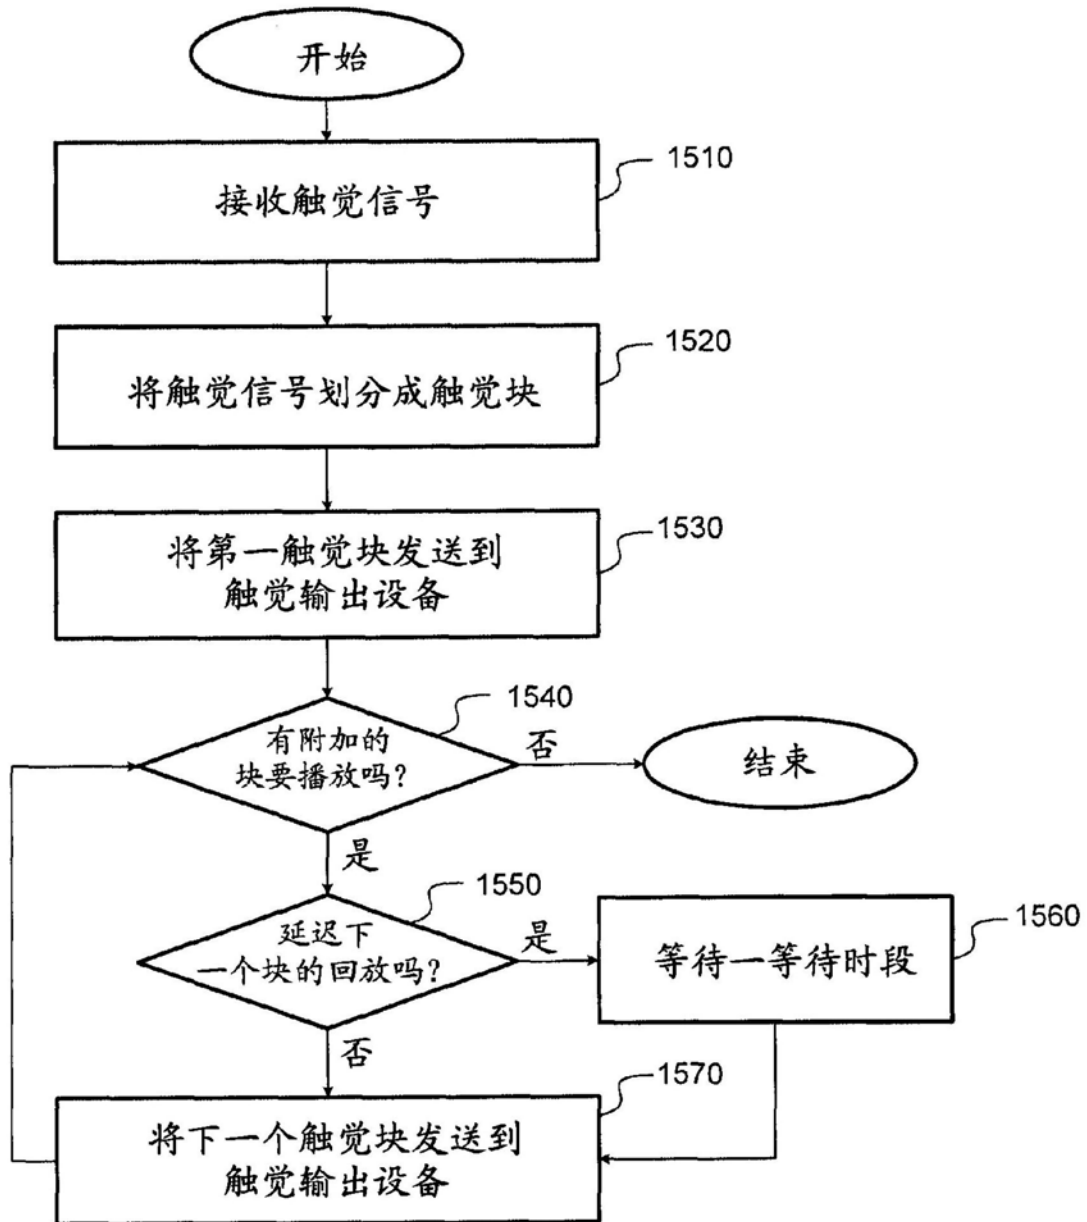 开始
接收触觉信号
1510
将触觉信号划分成触觉块
1520
将第一触觉块发送到
触觉输出设备
1530
有附加的
块要播放吗?
1540
否
结束
是
延迟下
一个块的回放吗?
1550
是
等待一等待时段
1560
否
将下一个触觉块发送到
触觉输出设备
1570